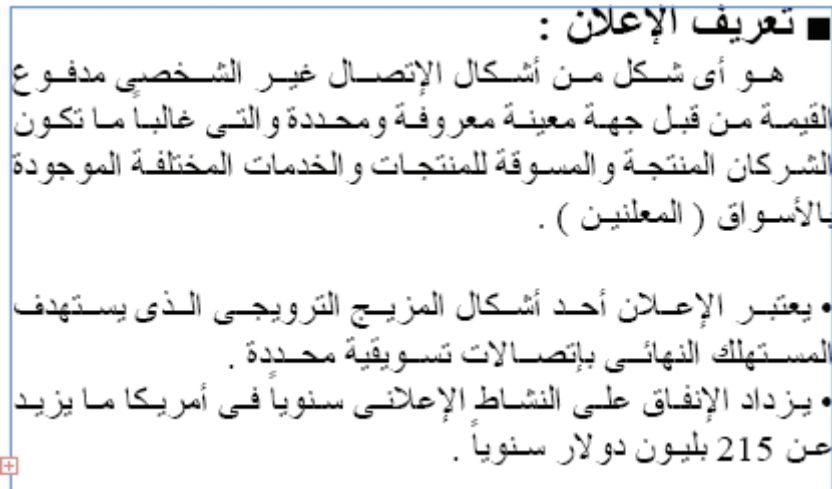 ■ تعريف الإعلان :
هو أى شكل من أشكال الإتصال غير الشخصي مدفوع
القيمة من قبل جهة معينة معروفة ومحددة والتى غالباً ما تكون
الشركان المنتجة والمسوقة للمنتجات والخدمات المختلفة الموجودة
بالأسواق ( المعلنين ) .
• يعتبر الإعلان أحد أشكال المزيج الترويجى الذى يستهدف
المستهلك النهائى بإتصالات تسويقية محددة .
• يزداد الإنفاق على النشاط الإعلانى سنوياً فى أمريكا ما يزيد
عن 215 بليون دولار سنوياً .